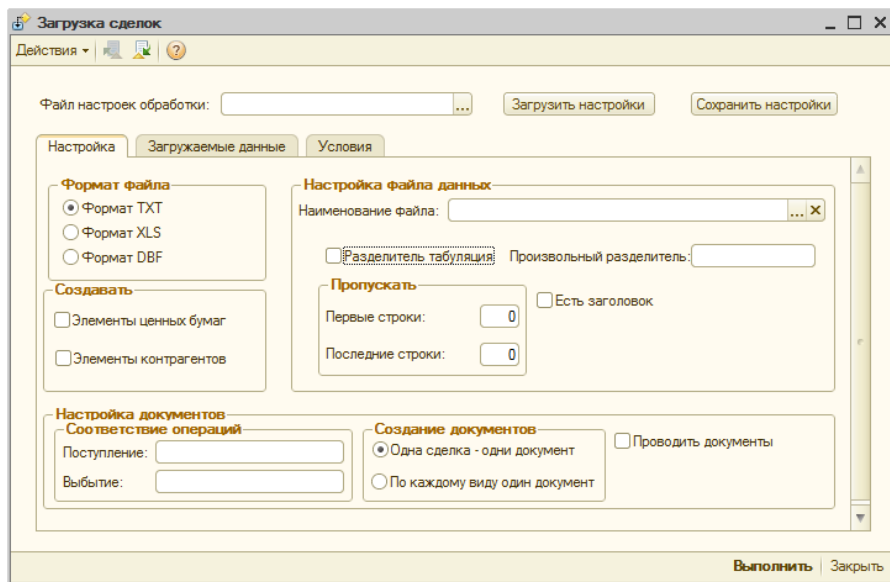 Загрузка сделок
Действия
Файл настроек обработки: ... Загрузить настройки Сохранить настройки
Настройка Загружаемые данные Условия
Формат файла
Формат TXT
Формат XLS
Формат DBF
Создавать
Элементы ценных бумаг
Элементы контрагентов
Настройка файла данных
Наименование файла: ...
Разделитель табуляция Произвольный разделитель:
Пропускать
Первые строки: 0
Последние строки: 0
Есть заголовок
Настройка документов
Соответствие операций
Поступление:
Выбытие:
Создание документов
Одна сделка - одни документ
По каждому виду один документ
Проводить документы
Выполнить Закрыть